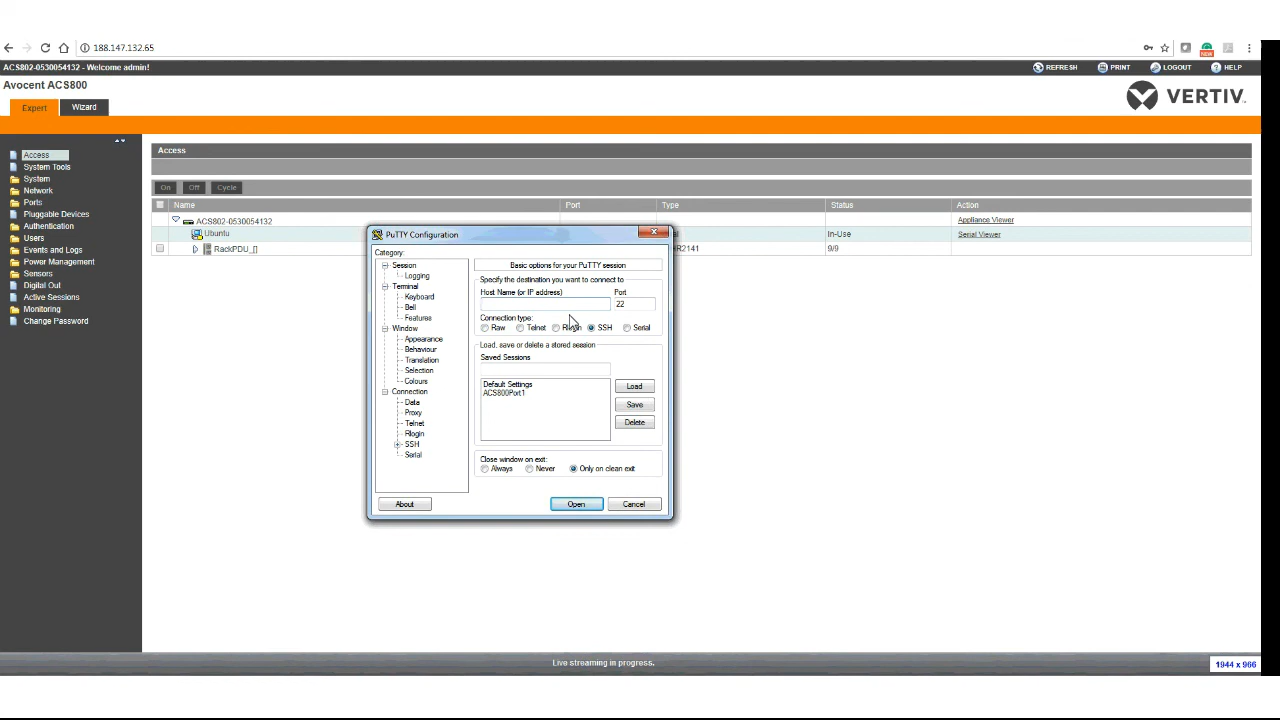 188.147.132.65
ACS802-0530054132 - Welcome admin!
REFRESH PRINT LOGOUT HELP
Avocent ACS800
VERTIV
Expert Wizard
Access
System Tools
System
Network
Ports
Pluggable Devices
Authentication
Users
Events and Logs
Power Management
Sensors
Digital Out
Active Sessions
Monitoring
Change Password
Access
On Off Cycle
Name Port Type Status Action
ACS802-0530054132 Appliance Viewer
Ubuntu In-Use Serial Viewer
RackPDU_[] 9/9
PuTTY Configuration
Category:
Session
Logging
Terminal
Keyboard
Bell
Features
Window
Appearance
Behaviour
Translation
Selection
Colours
Connection
Data
Proxy
Telnet
Rlogin
SSH
Serial
Basic options for your PuTTY session
Specify the destination you want to connect to
Host Name (or IP address) Port
22
Connection type:
Raw Telnet Rlogin SSH Serial
Load, save or delete a stored session
Saved Sessions
Default Settings
ACS800Port1
Load
Save
Delete
Close window on exit:
Always Never Only on clean exit
About Open Cancel
Live streaming in progress.
1944 x 966